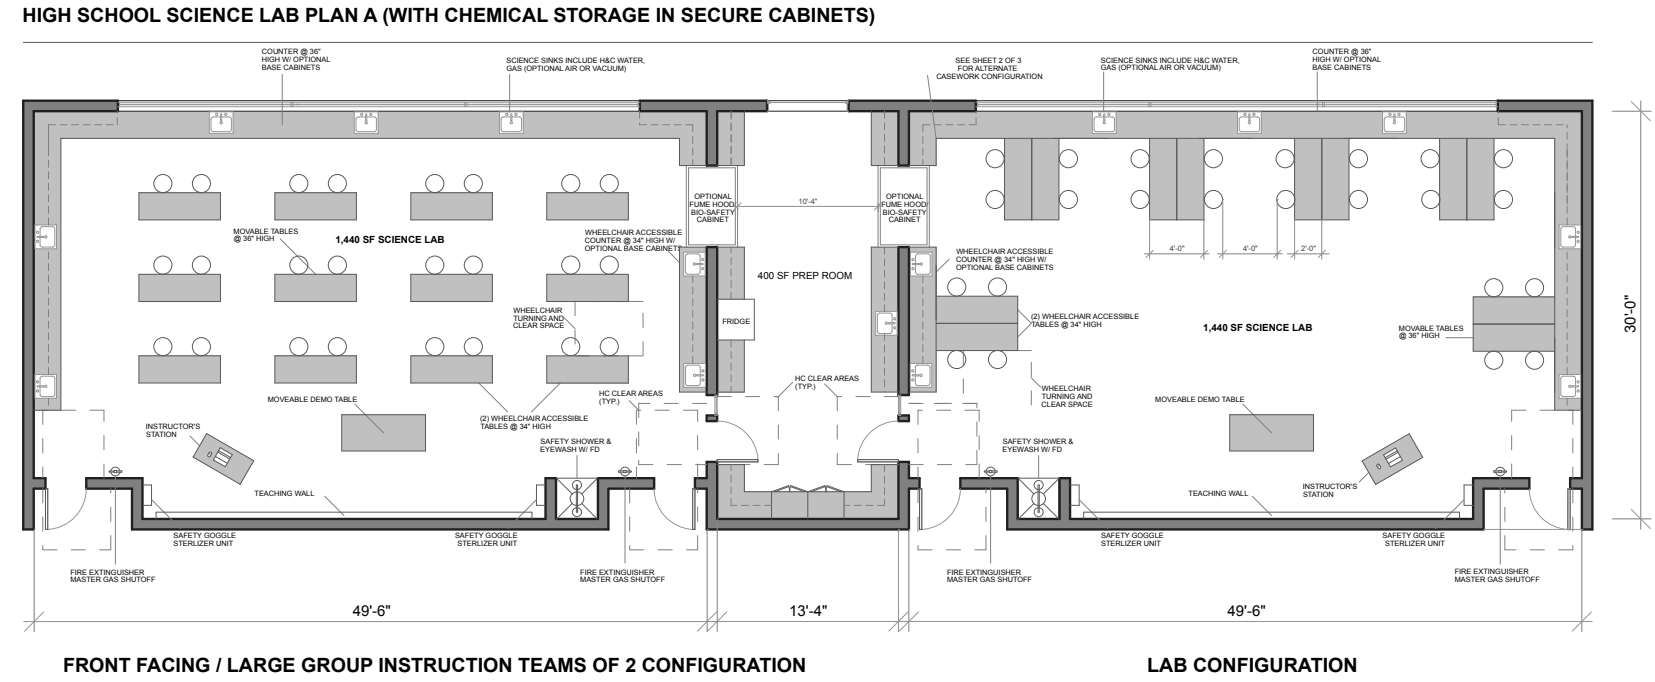 HIGH SCHOOL SCIENCE LAB PLAN A (WITH CHEMICAL STORAGE IN SECURE CABINETS)
COUNTER @ 36"
HIGH W/ OPTIONAL
BASE CABINETS
SCIENCE SINKS INCLUDE H&C WATER,
GAS (OPTIONAL AIR OR VACUUM)
SEE SHEET 2 OF 3
FOR ALTERNATE
CASEWORK CONFIGURATION
SCIENCE SINKS INCLUDE H&C WATER,
GAS (OPTIONAL AIR OR VACUUM)
COUNTER @ 36"
HIGH W/ OPTIONAL
BASE CABINETS
MOVABLE TABLES
@ 36" HIGH
1,440 SF SCIENCE LAB
WHEELCHAIR ACCESSIBLE
COUNTER @ 34" HIGH W/
OPTIONAL BASE CABINETS
OPTIONAL
FUME HOOD/
BIO-SAFETY
CABINET
10'-4"
OPTIONAL
FUME HOOD/
BIO-SAFETY
CABINET
400 SF PREP ROOM
FRIDGE
WHEELCHAIR
TURNING AND
CLEAR SPACE
4'-0"
4'-0"
2'-0"
WHEELCHAIR ACCESSIBLE
COUNTER @ 34" HIGH W/
OPTIONAL BASE CABINETS
(2) WHEELCHAIR ACCESSIBLE
TABLES @ 34" HIGH
1,440 SF SCIENCE LAB
MOVABLE TABLES
@ 36" HIGH
30'-0"
MOVEABLE DEMO TABLE
(2) WHEELCHAIR ACCESSIBLE
TABLES @ 34" HIGH
HC CLEAR AREAS
(TYP.)
HC CLEAR AREAS
(TYP.)
WHEELCHAIR
TURNING AND
CLEAR SPACE
MOVEABLE DEMO TABLE
INSTRUCTOR'S
STATION
SAFETY SHOWER &
EYEWASH W/ FD
SAFETY SHOWER &
EYEWASH W/ FD
TEACHING WALL
TEACHING WALL
INSTRUCTOR'S
STATION
SAFETY GOGGLE
STERLIZER UNIT
SAFETY GOGGLE
STERLIZER UNIT
SAFETY GOGGLE
STERLIZER UNIT
SAFETY GOGGLE
STERLIZER UNIT
FIRE EXTINGUISHER
MASTER GAS SHUTOFF
FIRE EXTINGUISHER
MASTER GAS SHUTOFF
FIRE EXTINGUISHER
MASTER GAS SHUTOFF
FIRE EXTINGUISHER
MASTER GAS SHUTOFF
49'-6"
13'-4"
49'-6"
FRONT FACING / LARGE GROUP INSTRUCTION TEAMS OF 2 CONFIGURATION
LAB CONFIGURATION